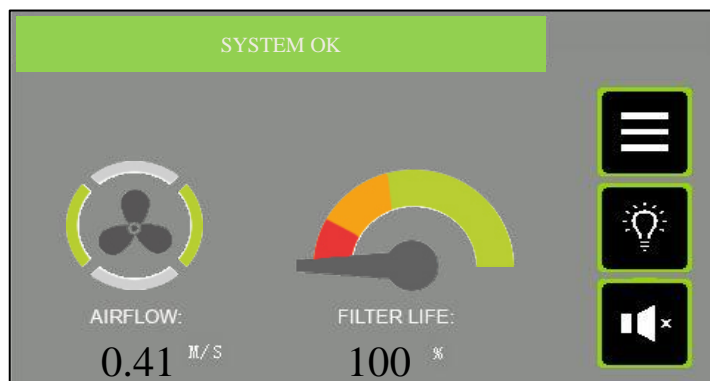 SYSTEM OK
AIRFLOW:
0.41 M/S
FILTER LIFE:
100 %